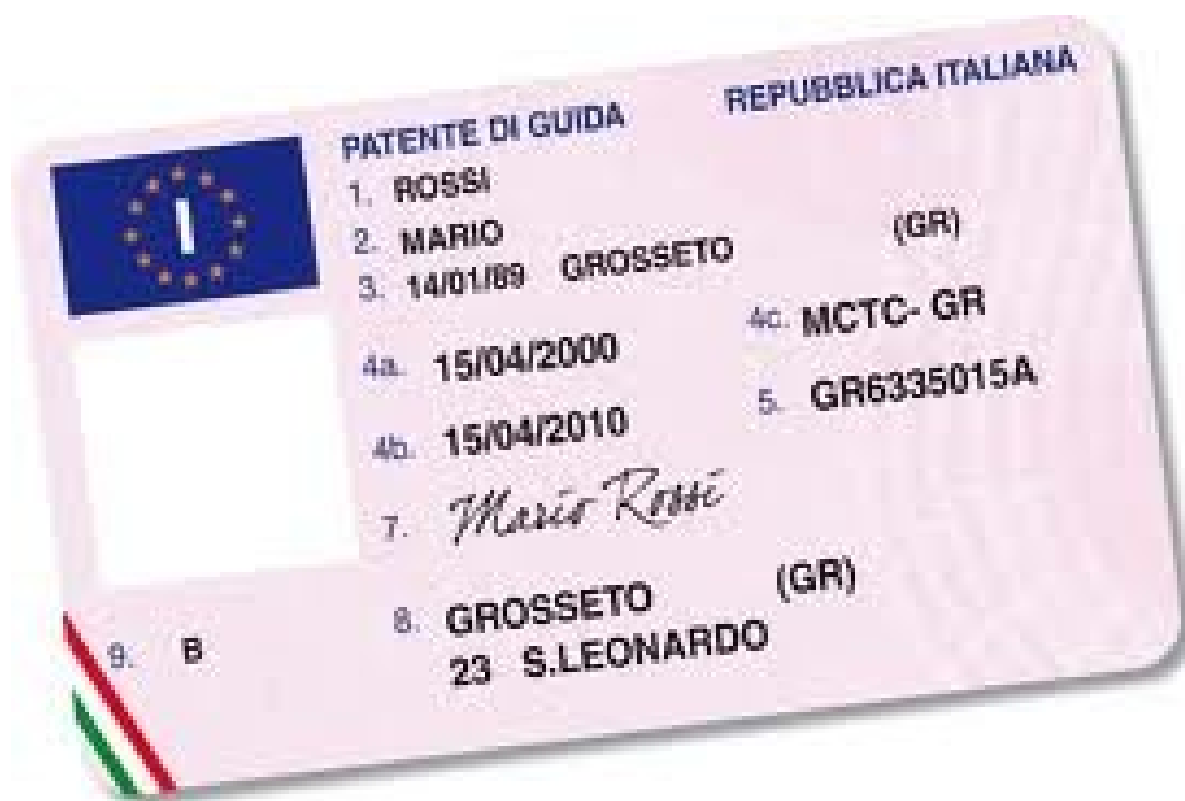 PATENTE DI GUIDA REPUBBLICA ITALIANA
I
1. ROSSI
2. MARIO
3. 14/01/89 GROSSETO (GR)
4a. 15/04/2000 4c. MCTC- GR
4b. 15/04/2010 5. GR6335015A
7. Mario Rossi
8. GROSSETO (GR)
23 S.LEONARDO
9. B